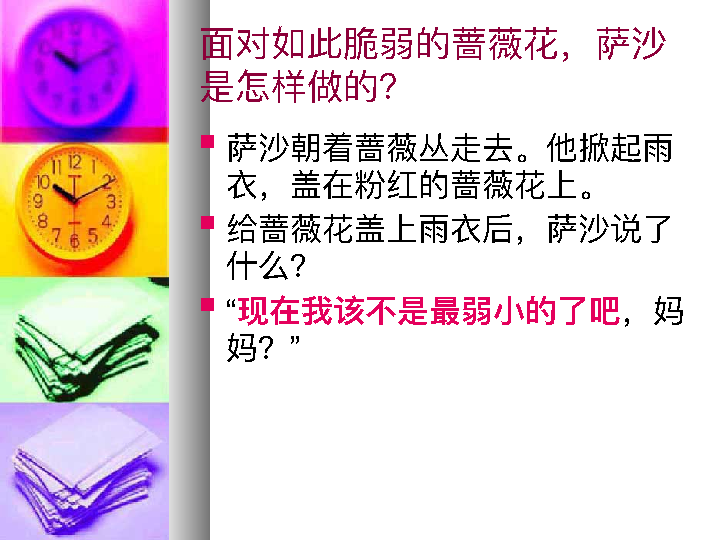 面对如此脆弱的蔷薇花，萨沙
是怎样做的？
萨沙朝着蔷薇丛走去。他掀起雨
衣，盖在粉红的蔷薇花上。
给蔷薇花盖上雨衣后，萨沙说了
什么？
“现在我该不是最弱小的了吧，妈
妈？”